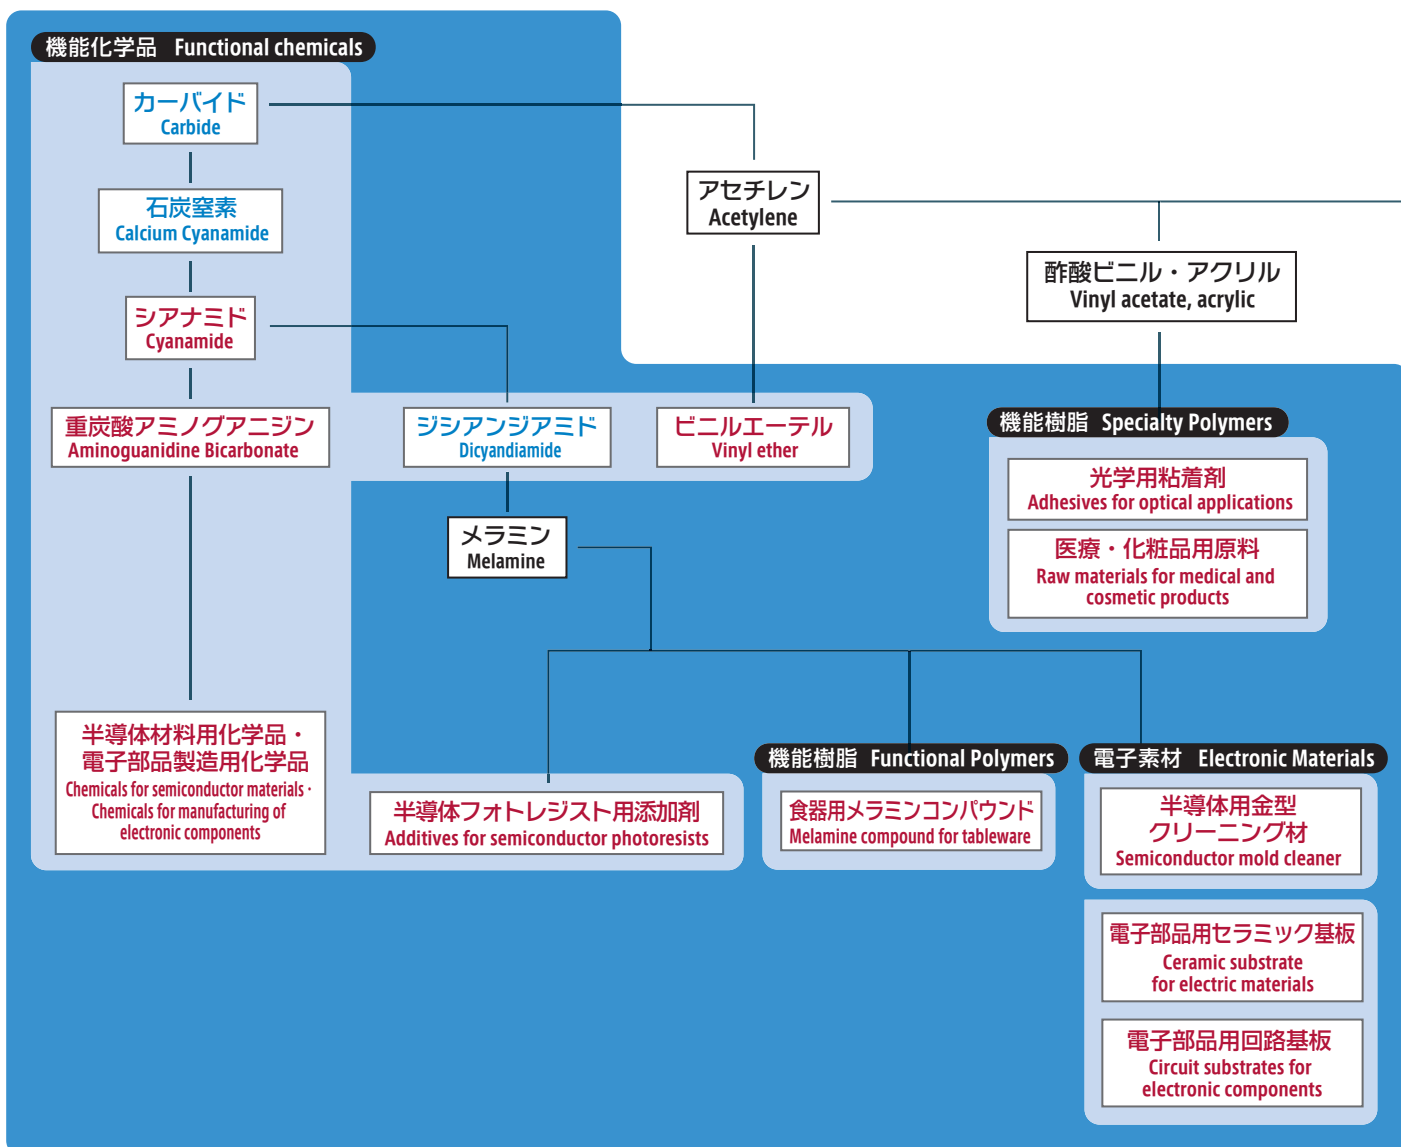 機能化学品 Functional chemicals
カーバイド
Carbide
石炭窒素
Calcium Cyanamide
シアナミド
Cyanamide
重炭酸アミノグアニジン
Aminoguanidine Bicarbonate
半導体材料用化学品・
電子部品製造用化学品
Chemicals for semiconductor materials・
Chemicals for manufacturing of
electronic components
アセチレン
Acetylene
酢酸ビニル・アクリル
Vinyl acetate, acrylic
ジシアンジアミド
Dicyandiamide
ビニルエーテル
Vinyl ether
メラミン
Melamine
機能樹脂 Specialty Polymers
光学用粘着剤
Adhesives for optical applications
医療・化粧品用原料
Raw materials for medical and
cosmetic products
半導体フォトレジスト用添加剤
Additives for semiconductor photoresists
機能樹脂 Functional Polymers
食器用メラミンコンパウンド
Melamine compound for tableware
電子素材 Electronic Materials
半導体用金型
クリーニング材
Semiconductor mold cleaner
電子部品用セラミック基板
Ceramic substrate
for electric materials
電子部品用回路基板
Circuit substrates for
electronic components